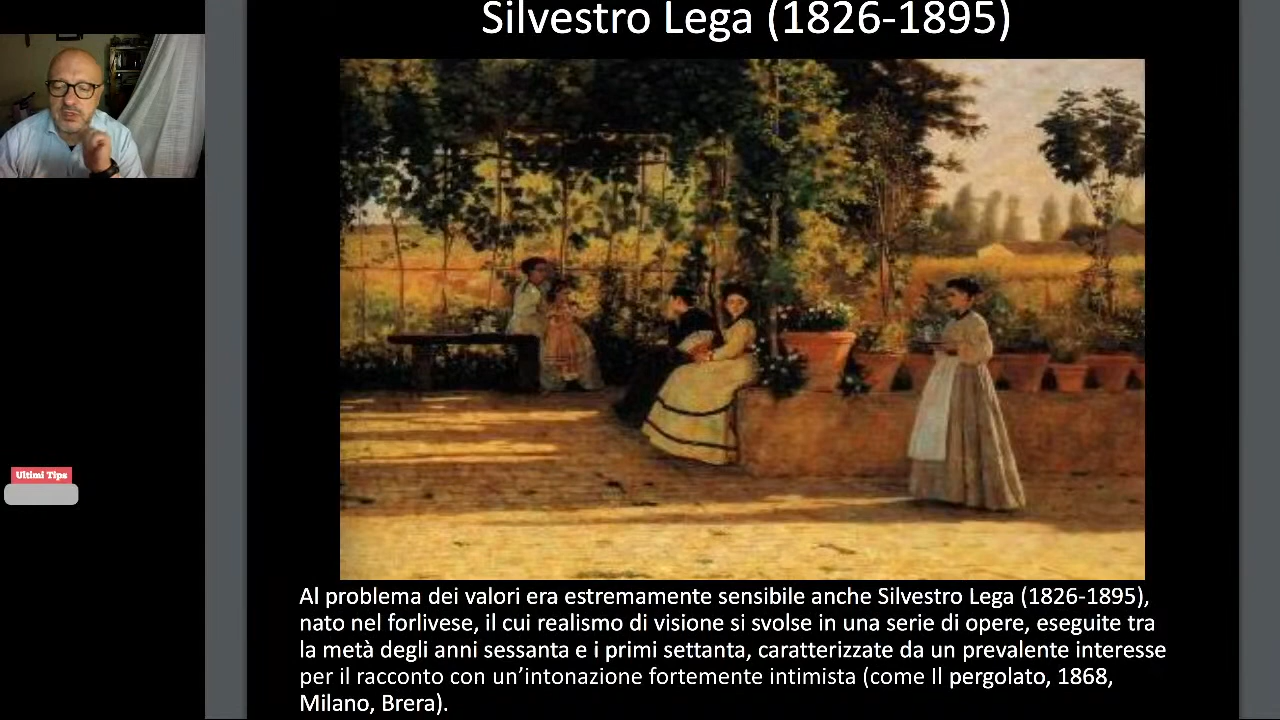 Silvestro Lega (1826-1895)
Ultimi Tips
Al problema dei valori era estremamente sensibile anche Silvestro Lega (1826-1895),
nato nel forlivese, il cui realismo di visione si svolse in una serie di opere, eseguite tra
la metà degli anni sessanta e i primi settanta, caratterizzate da un prevalente interesse
per il racconto con un’intonazione fortemente intimista (come Il pergolato, 1868,
Milano, Brera).